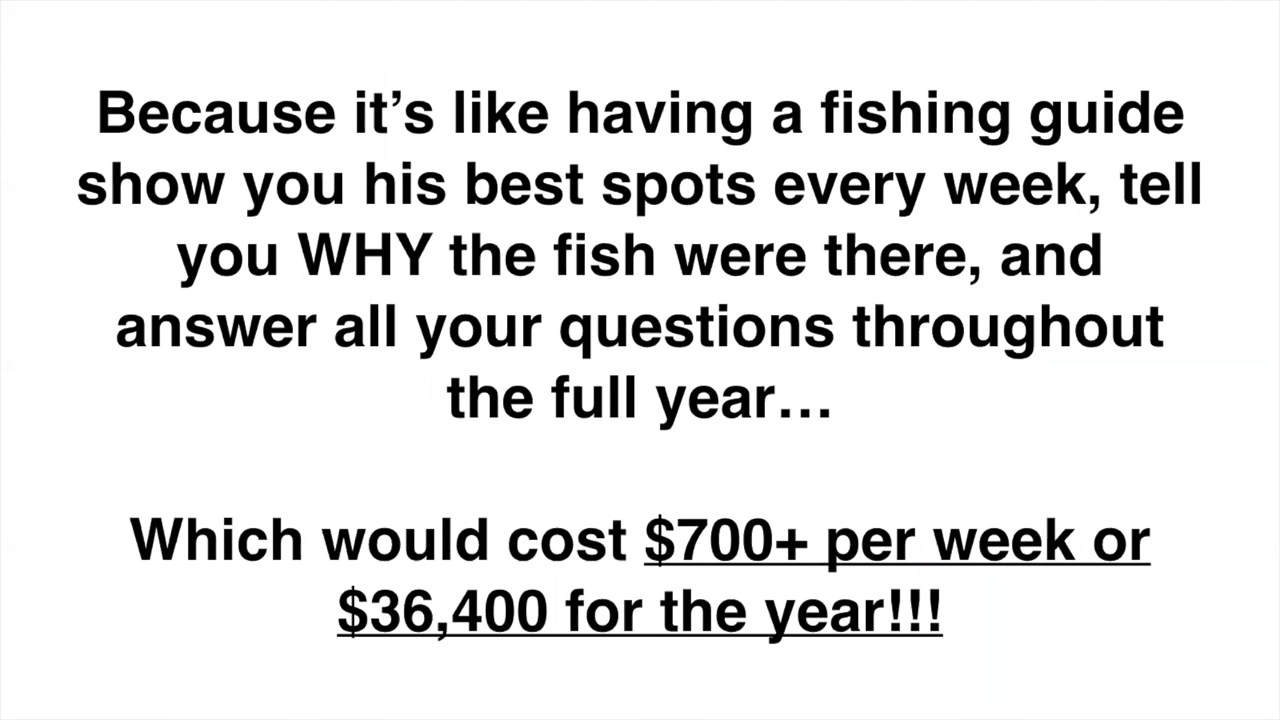 Because it’s like having a fishing guide
show you his best spots every week, tell
you WHY the fish were there, and
answer all your questions throughout
the full year…
Which would cost $700+ per week or
$36,400 for the year!!!